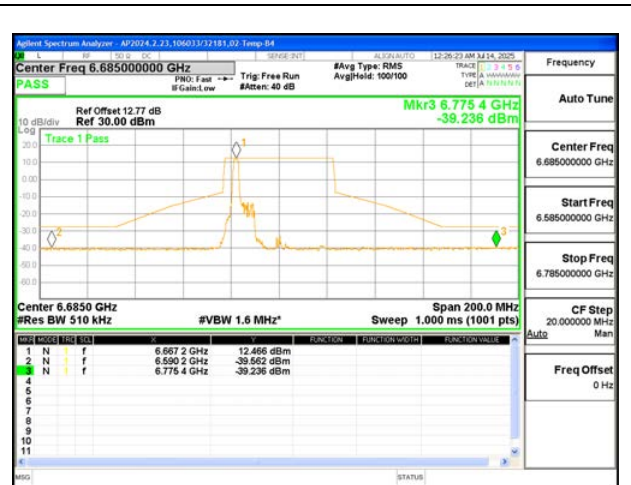 Agilent Spectrum Analyzer - AP2024.2.23,106033/32181,02 Temp-B4
L RF 50 Ω DC SENSE:INT ALIGN AUTO 12:26:23 AM Jul 14, 2025
Center Freq 6.685000000 GHz #Avg Type: RMS TRACE 1 2 3 4 5 6
PASS PNO: Fast Trig: Free Run Avg|Hold: 100/100 TYPE
IFGain:Low #Atten: 40 dB DET A N N N N N
Ref Offset 12.77 dB Mkr3 6.775 4 GHz
10 dB/div Ref 30.00 dBm -39.236 dBm
Log
Trace 1 Pass
20.0
10.0
0.00
-10.0
-20.0
-30.0
-40.0
-50.0
-60.0
1
2
3
Center 6.6850 GHz Span 200.0 MHz
#Res BW 510 kHz #VBW 1.6 MHz* Sweep 1.000 ms (1001 pts)
MKR MODE TRC SCL X Y FUNCTION FUNCTION WIDTH FUNCTION VALUE
1 N 1 f 6.667 2 GHz 12.466 dBm
2 N 1 f 6.590 2 GHz -39.562 dBm
3 N 1 f 6.775 4 GHz -39.236 dBm
4
5
6
7
8
9
10
11
MSG STATUS
Frequency
Auto Tune
Center Freq
6.685000000 GHz
Start Freq
6.585000000 GHz
Stop Freq
6.785000000 GHz
CF Step
20.000000 MHz
Auto Man
Freq Offset
0 Hz